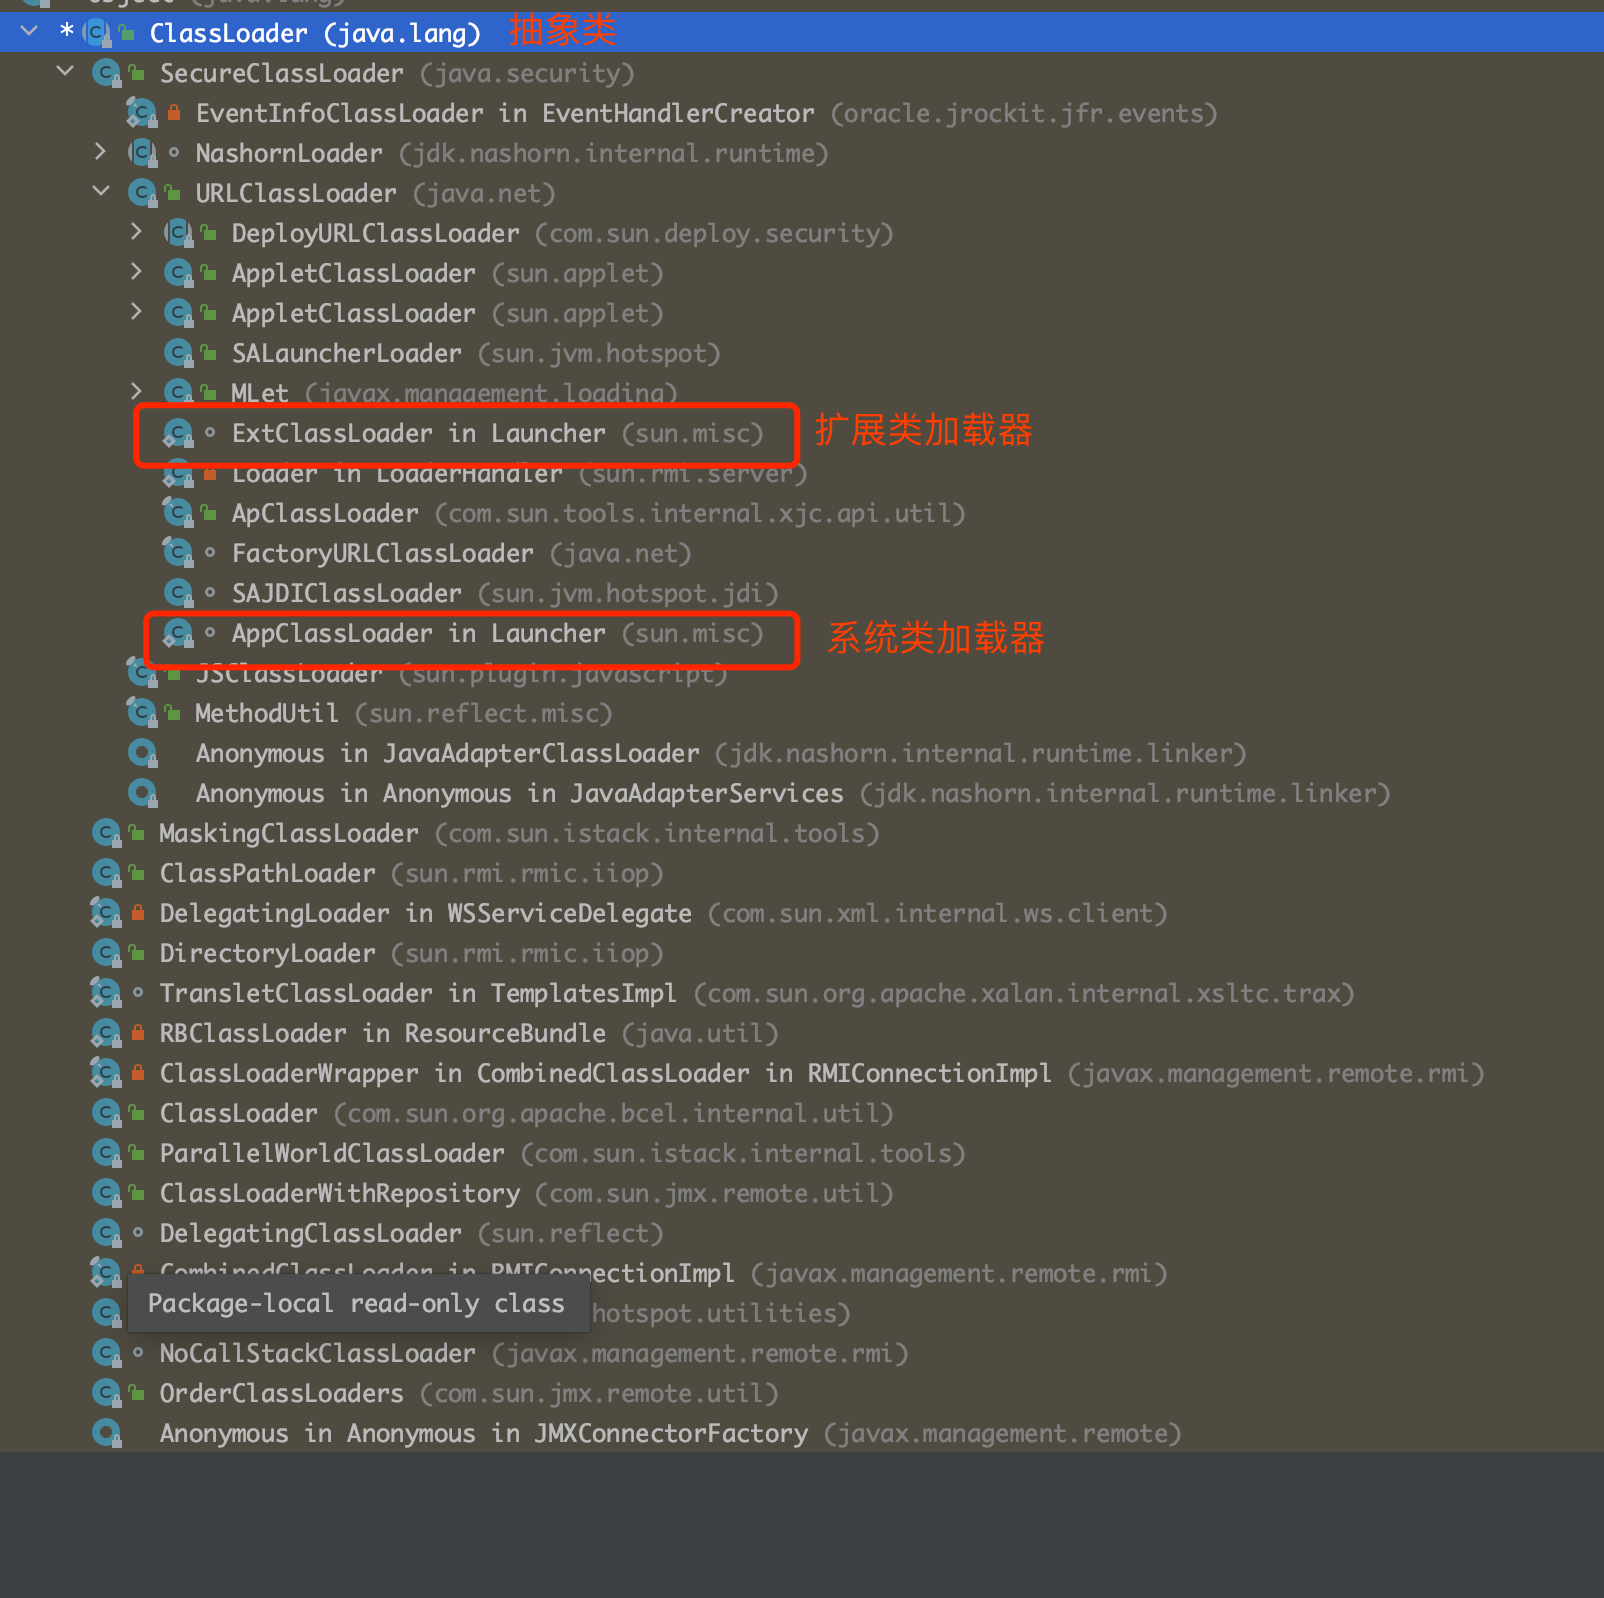 Object (java.lang)
* ClassLoader (java.lang) 抽象类
SecureClassLoader (java.security)
EventInfoClassLoader in EventHandlerCreator (oracle.jrockit.jfr.events)
NashornLoader (jdk.nashorn.internal.runtime)
URLClassLoader (java.net)
DeployURLClassLoader (com.sun.deploy.security)
AppletClassLoader (sun.applet)
AppletClassLoader (sun.applet)
SALauncherLoader (sun.jvm.hotspot)
MLet (javax.management.loading)
ExtClassLoader in Launcher (sun.misc) 扩展类加载器
Loader in LoaderHandler (sun.rmi.server)
ApClassLoader (com.sun.tools.internal.xjc.api.util)
FactoryURLClassLoader (java.net)
SAJDIClassLoader (sun.jvm.hotspot.jdi)
AppClassLoader in Launcher (sun.misc) 系统类加载器
JSClassLoader (sun.plugin.javascript)
MethodUtil (sun.reflect.misc)
Anonymous in JavaAdapterClassLoader (jdk.nashorn.internal.runtime.linker)
Anonymous in Anonymous in JavaAdapterServices (jdk.nashorn.internal.runtime.linker)
MaskingClassLoader (com.sun.istack.internal.tools)
ClassPathLoader (sun.rmi.rmic.iiop)
DelegatingLoader in WSServiceDelegate (com.sun.xml.internal.ws.client)
DirectoryLoader (sun.rmi.rmic.iiop)
TransletClassLoader in TemplatesImpl (com.sun.org.apache.xalan.internal.xsltc.trax)
RBClassLoader in ResourceBundle (java.util)
ClassLoaderWrapper in CombinedClassLoader in RMIConnectionImpl (javax.management.remote.rmi)
ClassLoader (com.sun.org.apache.bcel.internal.util)
ParallelWorldClassLoader (com.sun.istack.internal.tools)
ClassLoaderWithRepository (com.sun.jmx.remote.util)
DelegatingClassLoader (sun.reflect)
CombinedClassLoader in RMIConnectionImpl (javax.management.remote.rmi)
Package-local read-only class hotspot.utilities)
NoCallStackClassLoader (javax.management.remote.rmi)
OrderClassLoaders (com.sun.jmx.remote.util)
Anonymous in Anonymous in JMXConnectorFactory (javax.management.remote)